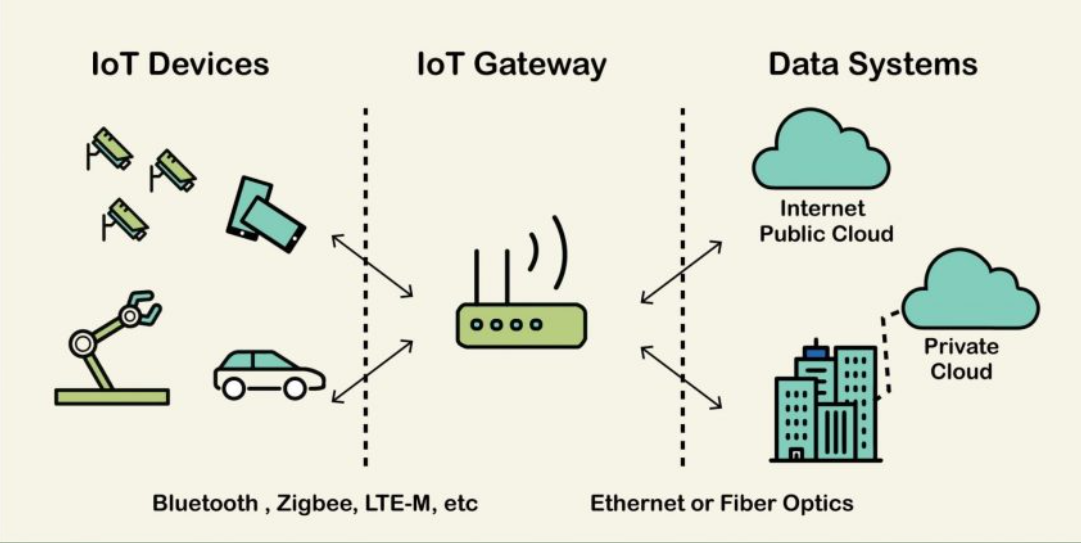 IoT Devices
IoT Gateway
Data Systems
Internet
Public Cloud
Private
Cloud
Bluetooth , Zigbee, LTE-M, etc
Ethernet or Fiber Optics